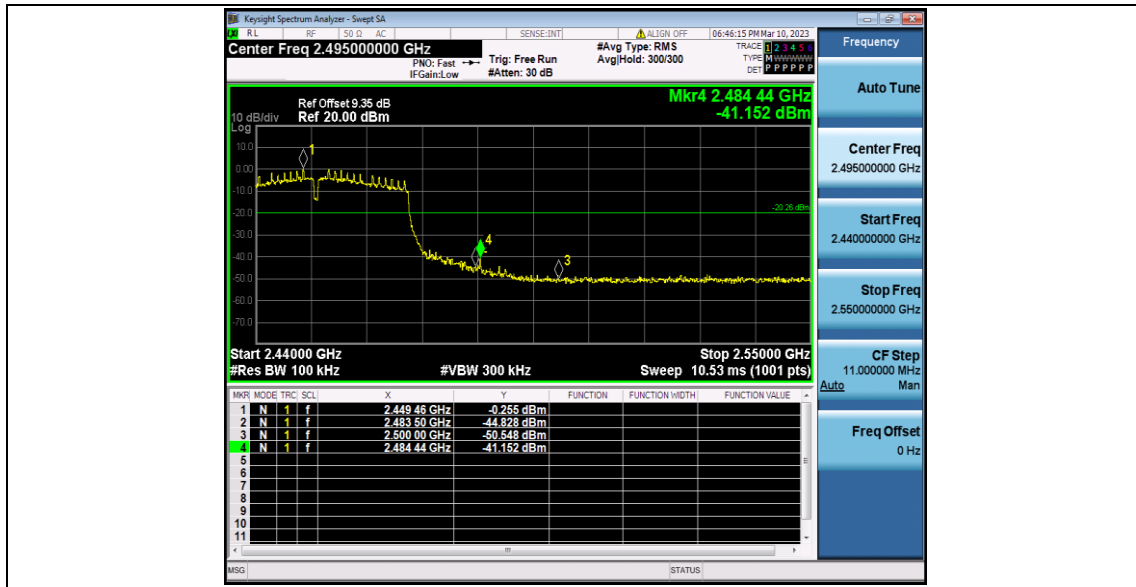 Keysight Spectrum Analyzer - Swept SA
RL RF 50 Ω AC SENSE:INT ALIGN OFF 06:46:15 PM Mar 10, 2023
Center Freq 2.495000000 GHz
PNO: Fast
IFGain:Low
Trig: Free Run
#Atten: 30 dB
#Avg Type: RMS
Avg|Hold: 300/300
TRACE 1 2 3 4 5 6
TYPE M WWWWW
DET P P P P P P
Mkr4 2.484 44 GHz
-41.152 dBm
Ref Offset 9.35 dB
10 dB/div Ref 20.00 dBm
Log
10.0
0.00
-10.0
-20.0
-30.0
-40.0
-50.0
-60.0
-70.0
1
4
3
-20.26 dBm
Start 2.44000 GHz Stop 2.55000 GHz
#Res BW 100 kHz #VBW 300 kHz Sweep 10.53 ms (1001 pts)
MKR MODE TRC SCL X Y FUNCTION FUNCTION WIDTH FUNCTION VALUE
1 N 1 f 2.449 46 GHz -0.255 dBm
2 N 1 f 2.483 50 GHz -44.828 dBm
3 N 1 f 2.500 00 GHz -50.548 dBm
4 N 1 f 2.484 44 GHz -41.152 dBm
5
6
7
8
9
10
11
MSG STATUS
Frequency
Auto Tune
Center Freq
2.495000000 GHz
Start Freq
2.440000000 GHz
Stop Freq
2.550000000 GHz
CF Step
11.000000 MHz
Auto Man
Freq Offset
0 Hz